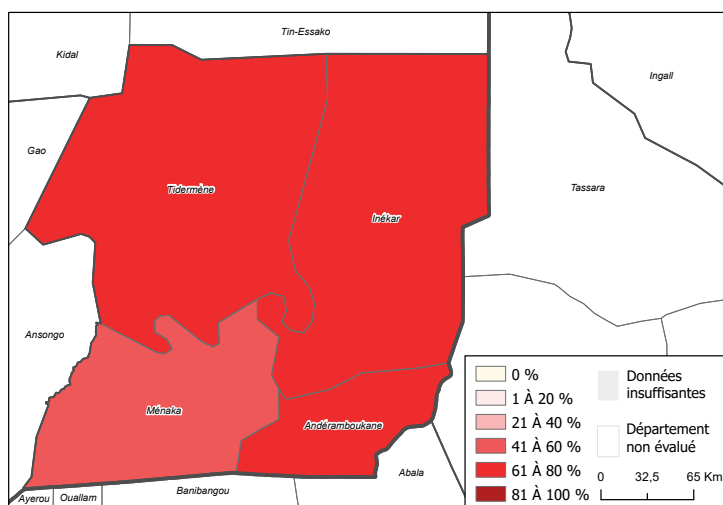 Tin-Essako
Kidal
Ingall
Gao
Tassara
Tidermène
Inékar
Ansongo
Ménaka
Andéramboukane
Abala
Banibangou
Ayerou
Ouallam
0 %
1 À 20 %
21 À 40 %
41 À 60 %
61 À 80 %
81 À 100 %
Données
insuffisantes
Département
non évalué
0 32,5 65 Km